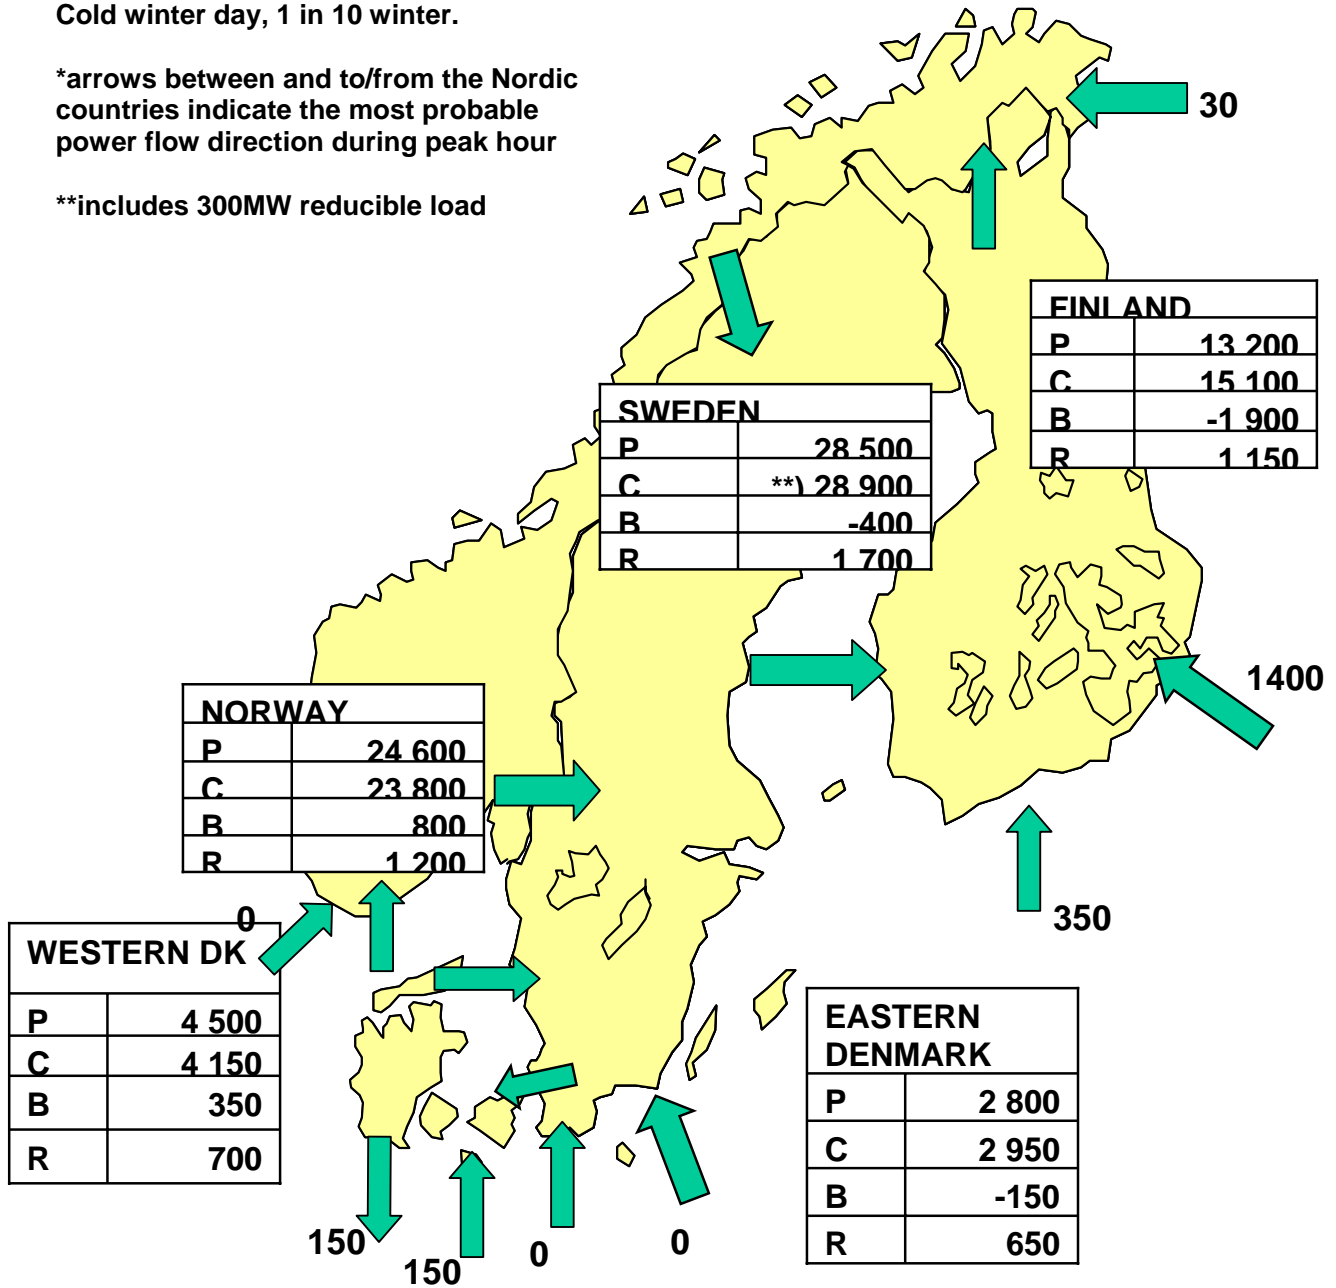 Cold winter day, 1 in 10 winter.
*arrows between and to/from the Nordic
countries indicate the most probable
power flow direction during peak hour
**includes 300MW reducible load
30
FINLAND
P 13 200
C 15 100
B -1 900
R 1 150
SWEDEN
P 28 500
C **) 28 900
B -400
R 1 700
1400
NORWAY
P 24 600
C 23 800
B 800
R 1 200
350
0
WESTERN DK
P 4 500
C 4 150
B 350
R 700
EASTERN
DENMARK
P 2 800
C 2 950
B -150
R 650
150
150
0
0